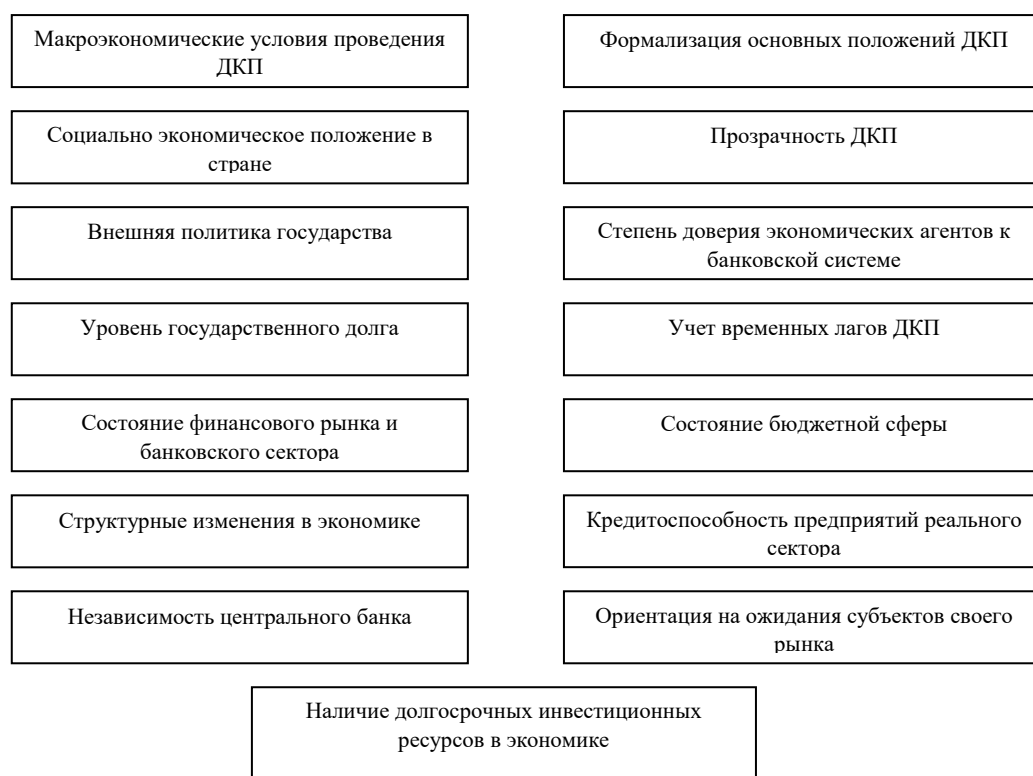 Макроэкономические условия проведения
ДКП
Формализация основных положений ДКП
Социально экономическое положение в
стране
Прозрачность ДКП
Внешняя политика государства
Степень доверия экономических агентов к
банковской системе
Уровень государственного долга
Учет временных лагов ДКП
Состояние финансового рынка и
банковского сектора
Состояние бюджетной сферы
Структурные изменения в экономике
Кредитоспособность предприятий реального
сектора
Независимость центрального банка
Ориентация на ожидания субъектов своего
рынка
Наличие долгосрочных инвестиционных
ресурсов в экономике